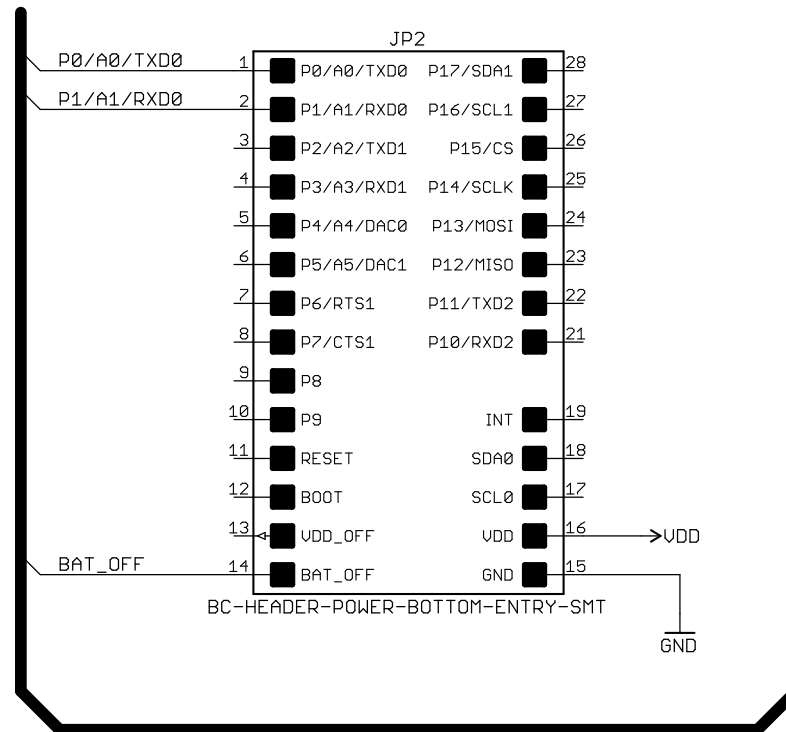 JP2
P0/A0/TXD0 1 P0/A0/TXD0 P17/SDA1 28
P1/A1/RXD0 2 P1/A1/RXD0 P16/SCL1 27
3 P2/A2/TXD1 P15/CS 26
4 P3/A3/RXD1 P14/SCLK 25
5 P4/A4/DAC0 P13/MOSI 24
6 P5/A5/DAC1 P12/MISO 23
7 P6/RTS1 P11/TXD2 22
8 P7/CTS1 P10/RXD2 21
9 P8
10 P9 INT 19
11 RESET SDA0 18
12 BOOT SCL0 17
13 VDD_OFF VDD 16 VDD
BAT_OFF 14 BAT_OFF GND 15
BC-HEADER-POWER-BOTTOM-ENTRY-SMT
GND